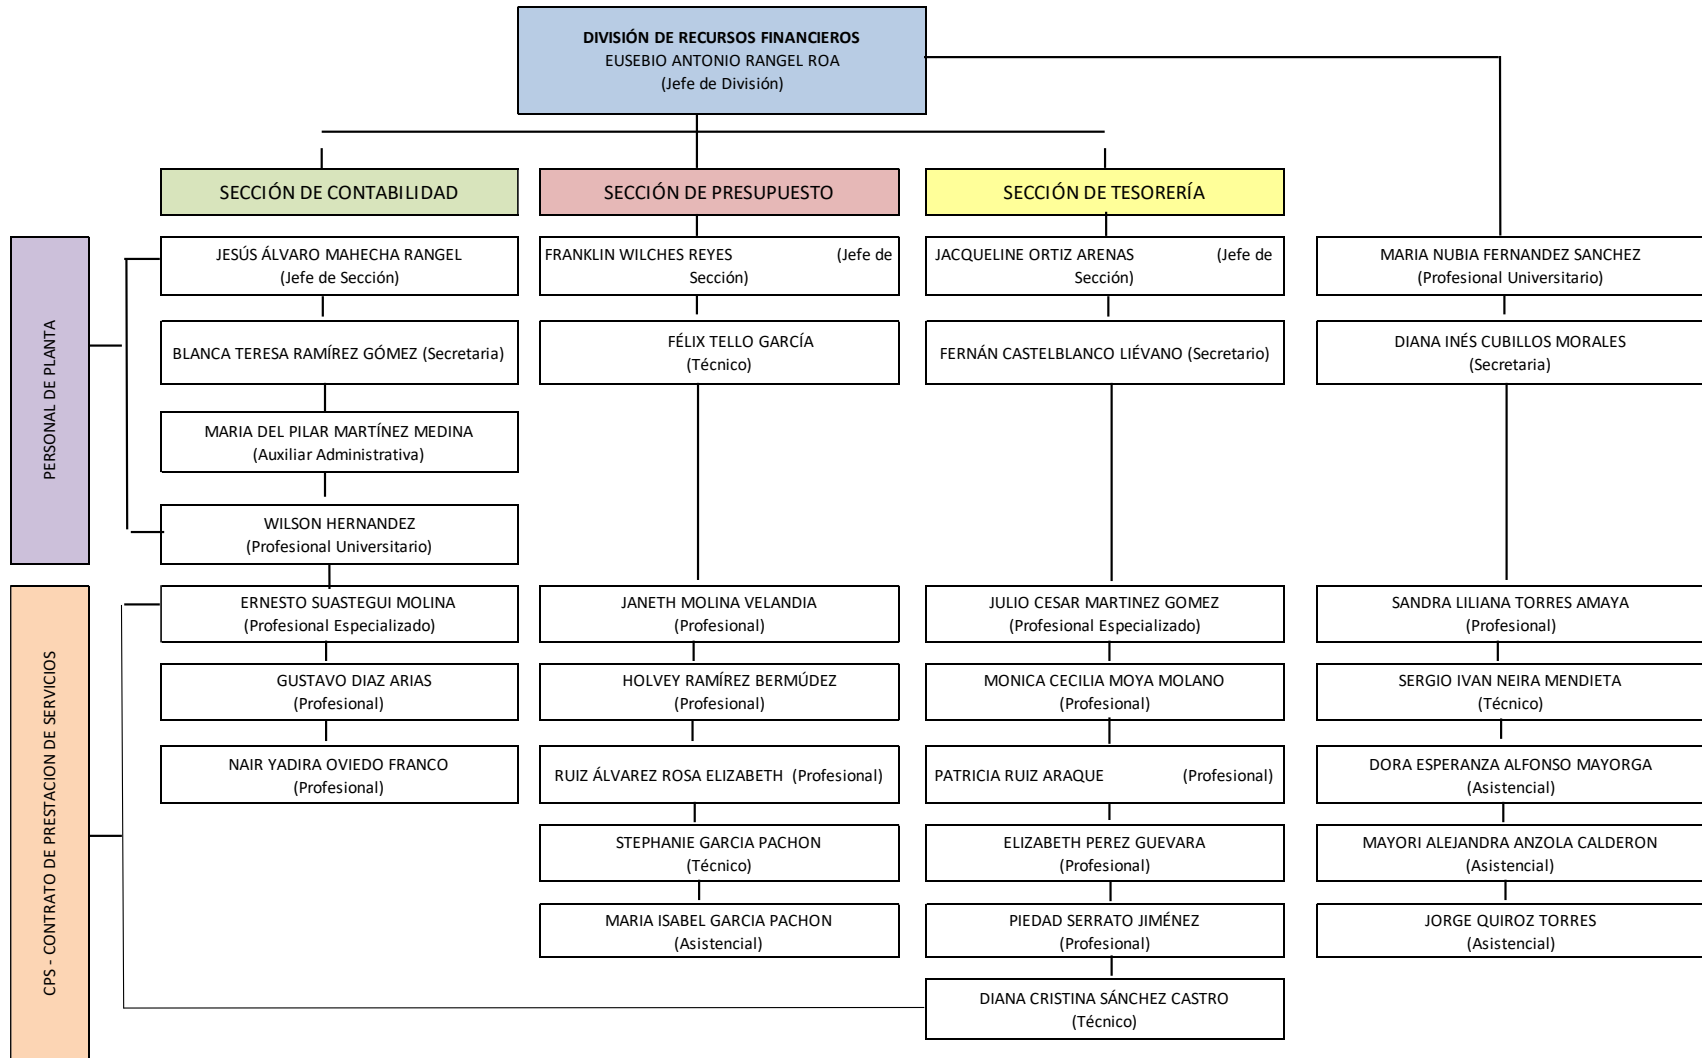 DIVISIÓN DE RECURSOS FINANCIEROS
EUSEBIO ANTONIO RANGEL ROA
(Jefe de División)
SECCIÓN DE CONTABILIDAD
SECCIÓN DE PRESUPUESTO
SECCIÓN DE TESORERÍA
PERSONAL DE PLANTA
JESÚS ÁLVARO MAHECHA RANGEL
(Jefe de Sección)
FRANKLIN WILCHES REYES (Jefe de
Sección)
JACQUELINE ORTIZ ARENAS (Jefe de
Sección)
MARIA NUBIA FERNANDEZ SANCHEZ
(Profesional Universitario)
BLANCA TERESA RAMÍREZ GÓMEZ (Secretaria)
FÉLIX TELLO GARCÍA
(Técnico)
FERNÁN CASTELBLANCO LIÉVANO (Secretario)
DIANA INÉS CUBILLOS MORALES
(Secretaria)
MARIA DEL PILAR MARTÍNEZ MEDINA
(Auxiliar Administrativa)
WILSON HERNANDEZ
(Profesional Universitario)
CPS - CONTRATO DE PRESTACION DE SERVICIOS
ERNESTO SUASTEGUI MOLINA
(Profesional Especializado)
JANETH MOLINA VELANDIA
(Profesional)
JULIO CESAR MARTINEZ GOMEZ
(Profesional Especializado)
SANDRA LILIANA TORRES AMAYA
(Profesional)
GUSTAVO DIAZ ARIAS
(Profesional)
HOLVEY RAMÍREZ BERMÚDEZ
(Profesional)
MONICA CECILIA MOYA MOLANO
(Profesional)
SERGIO IVAN NEIRA MENDIETA
(Técnico)
NAIR YADIRA OVIEDO FRANCO
(Profesional)
RUIZ ÁLVAREZ ROSA ELIZABETH (Profesional)
PATRICIA RUIZ ARAQUE (Profesional)
DORA ESPERANZA ALFONSO MAYORGA
(Asistencial)
STEPHANIE GARCIA PACHON
(Técnico)
ELIZABETH PEREZ GUEVARA
(Profesional)
MAYORI ALEJANDRA ANZOLA CALDERON
(Asistencial)
MARIA ISABEL GARCIA PACHON
(Asistencial)
PIEDAD SERRATO JIMÉNEZ
(Profesional)
JORGE QUIROZ TORRES
(Asistencial)
DIANA CRISTINA SÁNCHEZ CASTRO
(Técnico)